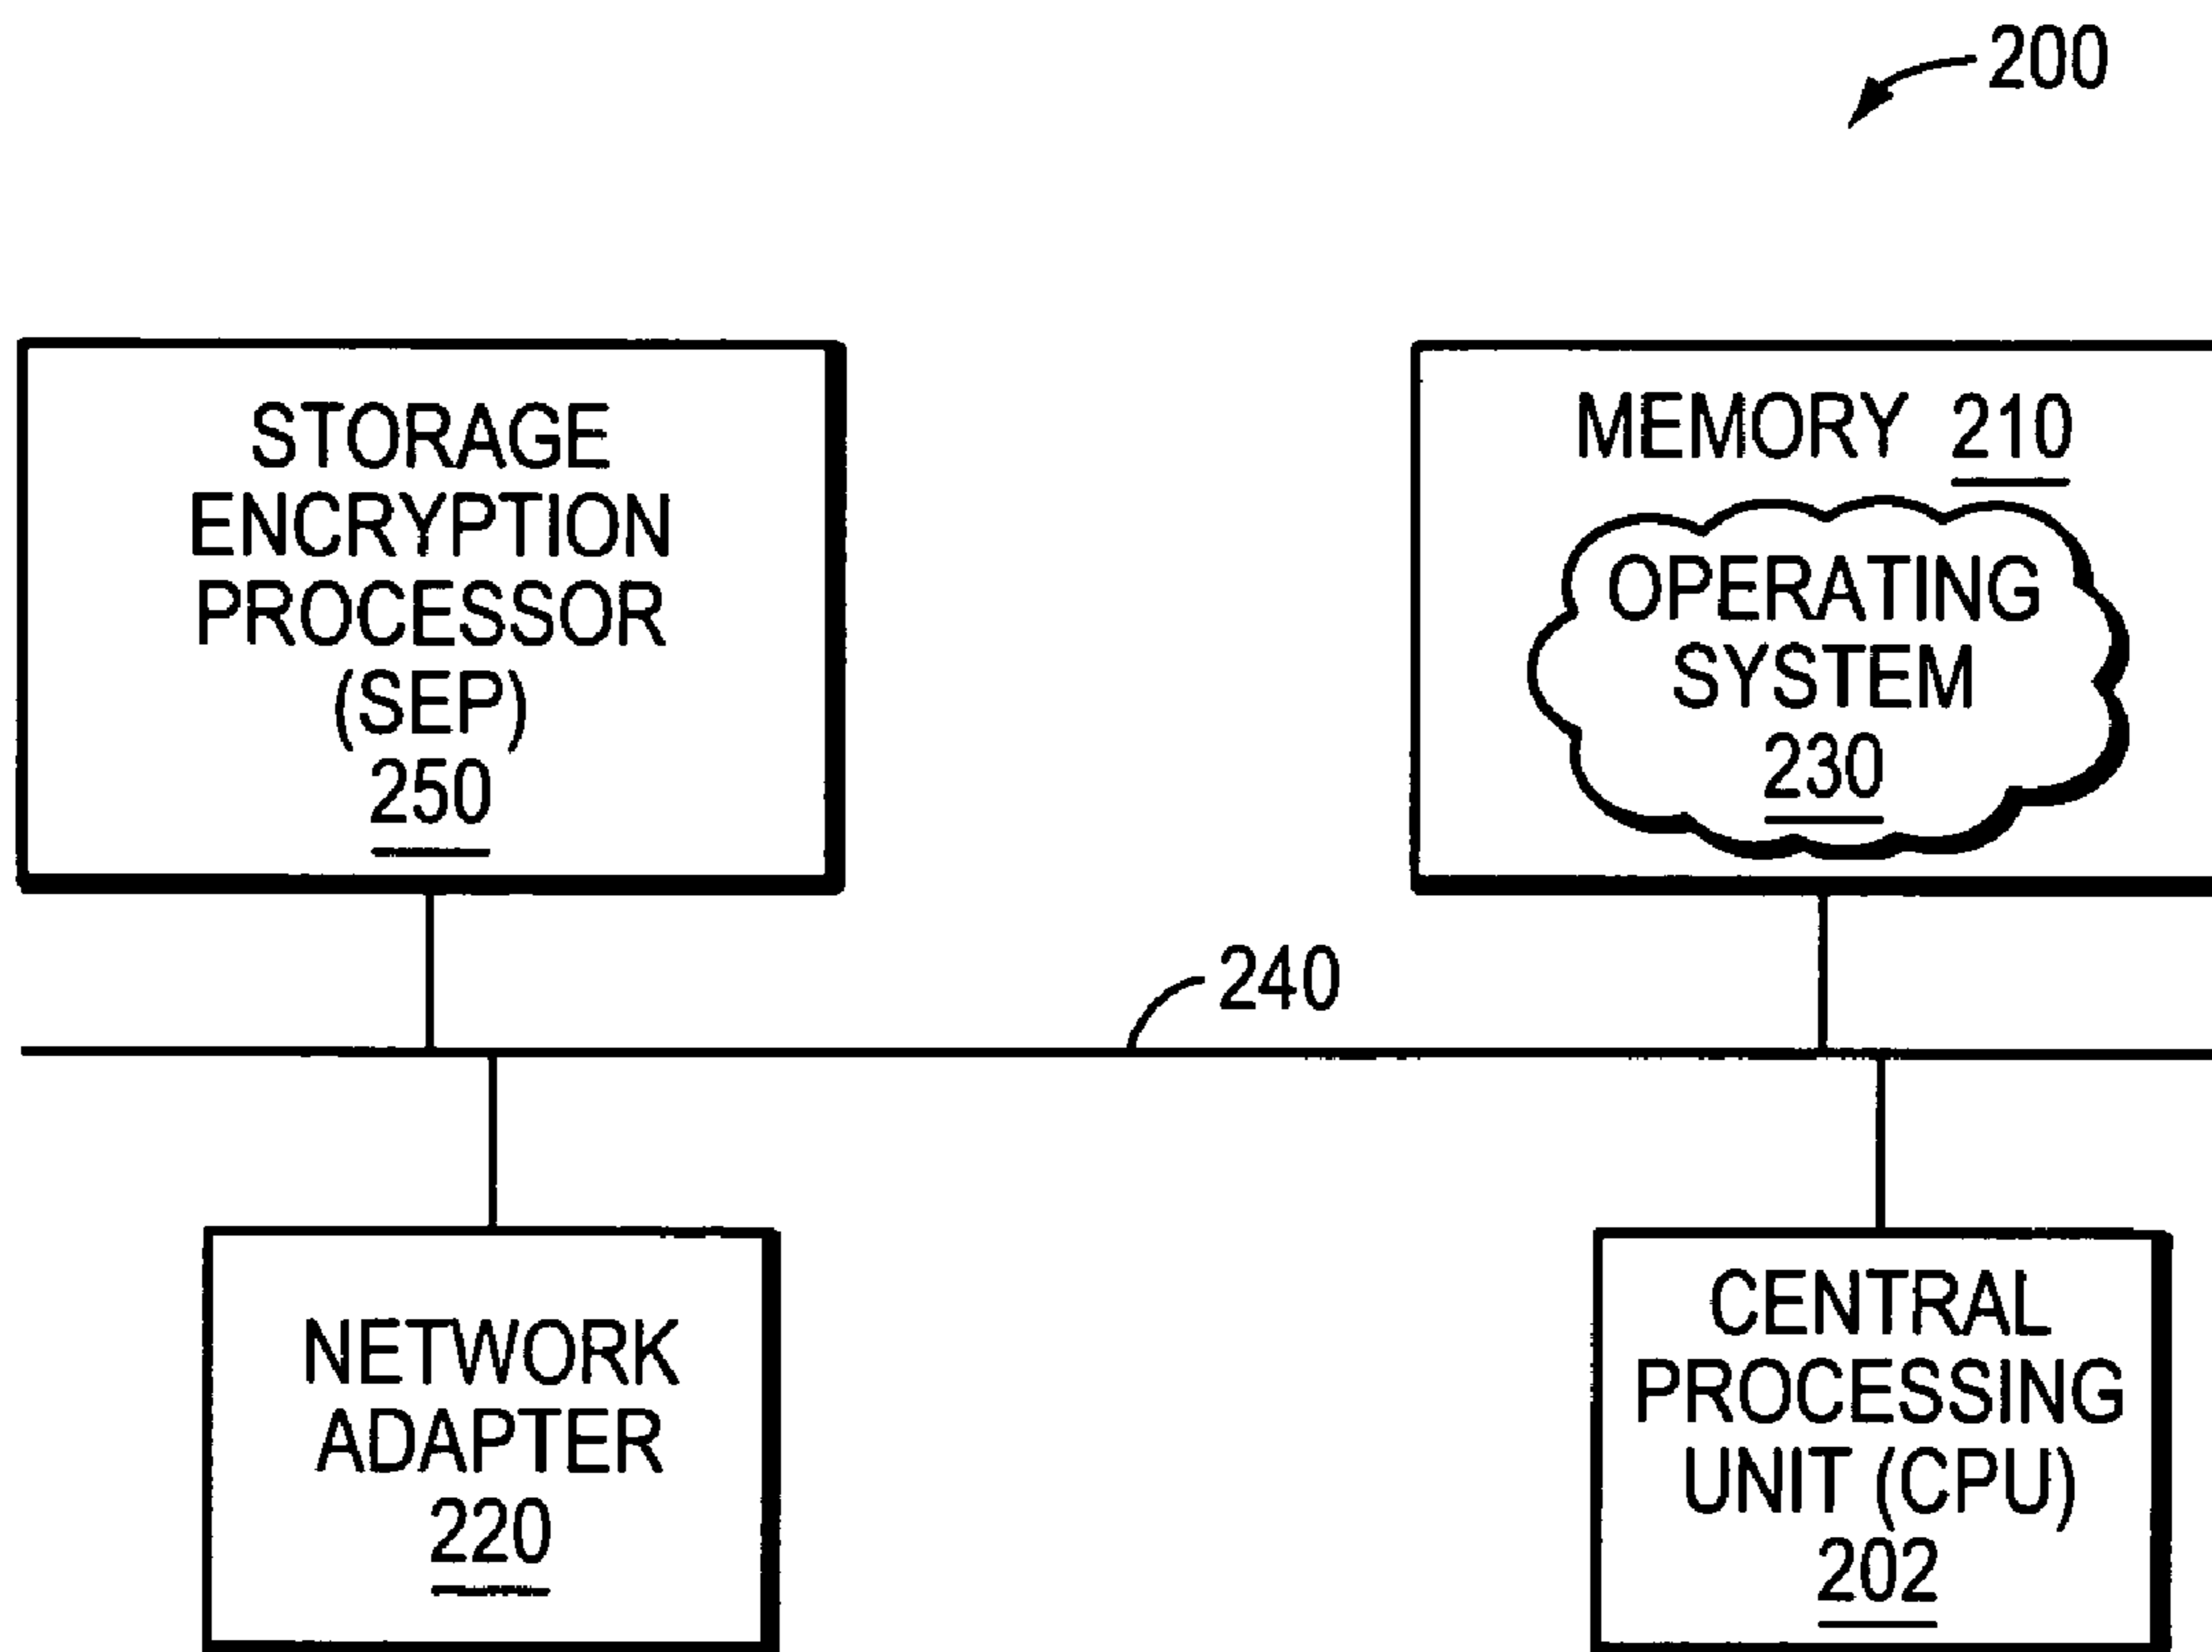 200
STORAGE
ENCRYPTION
PROCESSOR
(SEP)
250
MEMORY 210
OPERATING
SYSTEM
230
240
NETWORK
ADAPTER
220
CENTRAL
PROCESSING
UNIT (CPU)
202